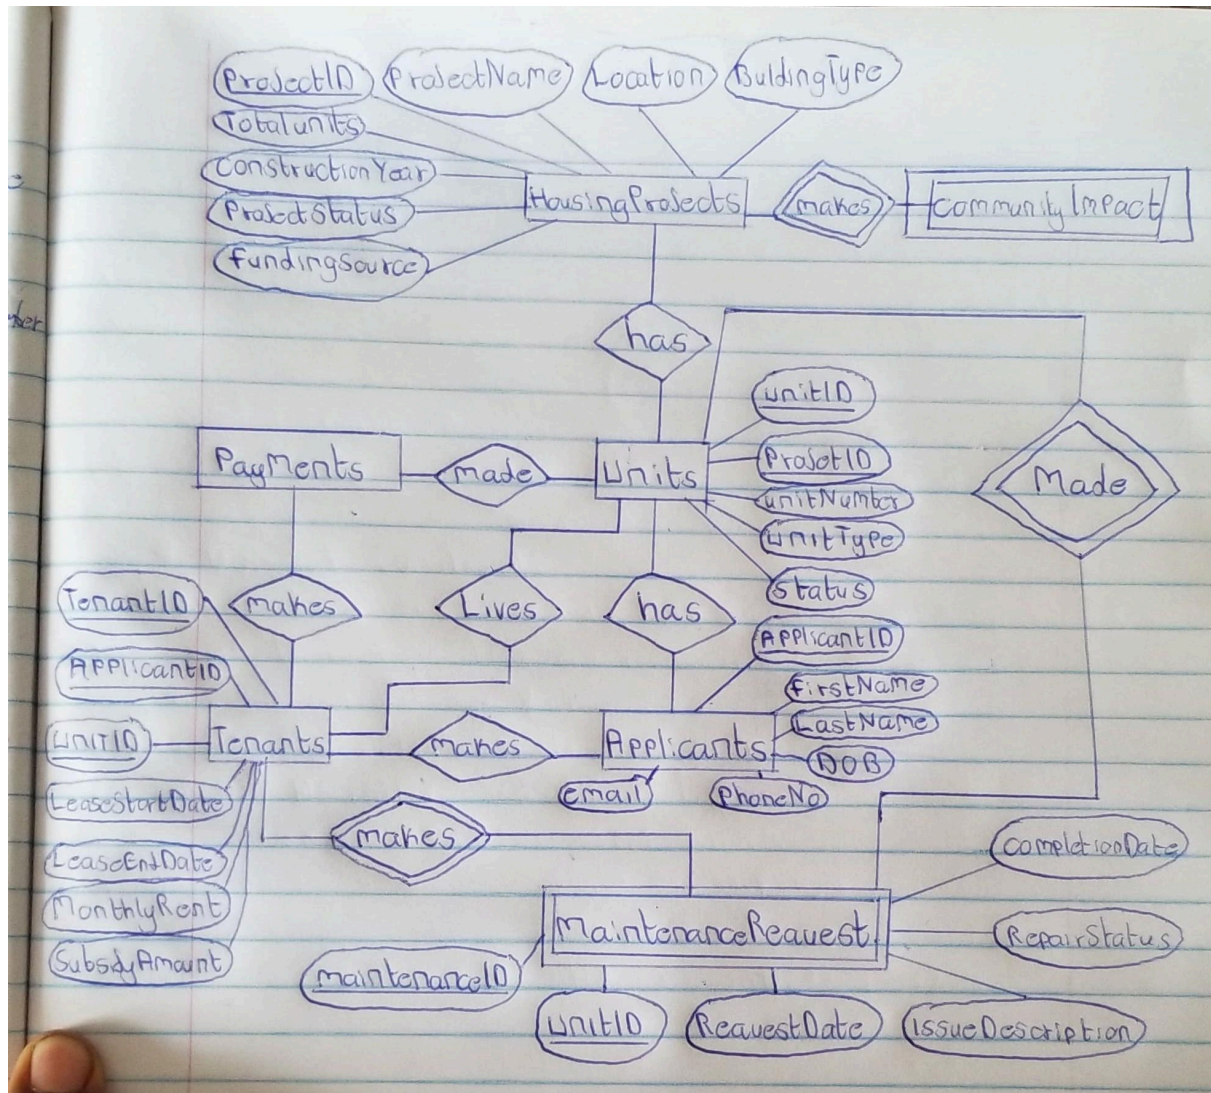 ProjectID ProjectName Location BuldingType
Totalunits
ConstructionYear
HousingProjects makes communityImpact
ProjectStatus
fundingSource
has
unitID
Payments made Units ProjetID
Made
unitNumber
unitType
Status
TenantID makes Lives has
ApplicantID
ApplicantID
firstName
LastName
UNITID Tenants makes Applicants
DOB
email PhoneNo
LeaseStartDate
makes
LeaseEndDate
CompletionDate
MonthlyRent
MaintenanceRequest RepairStatus
SubsidyAmount
maintenanceID
UnitID RequestDate issueDescription